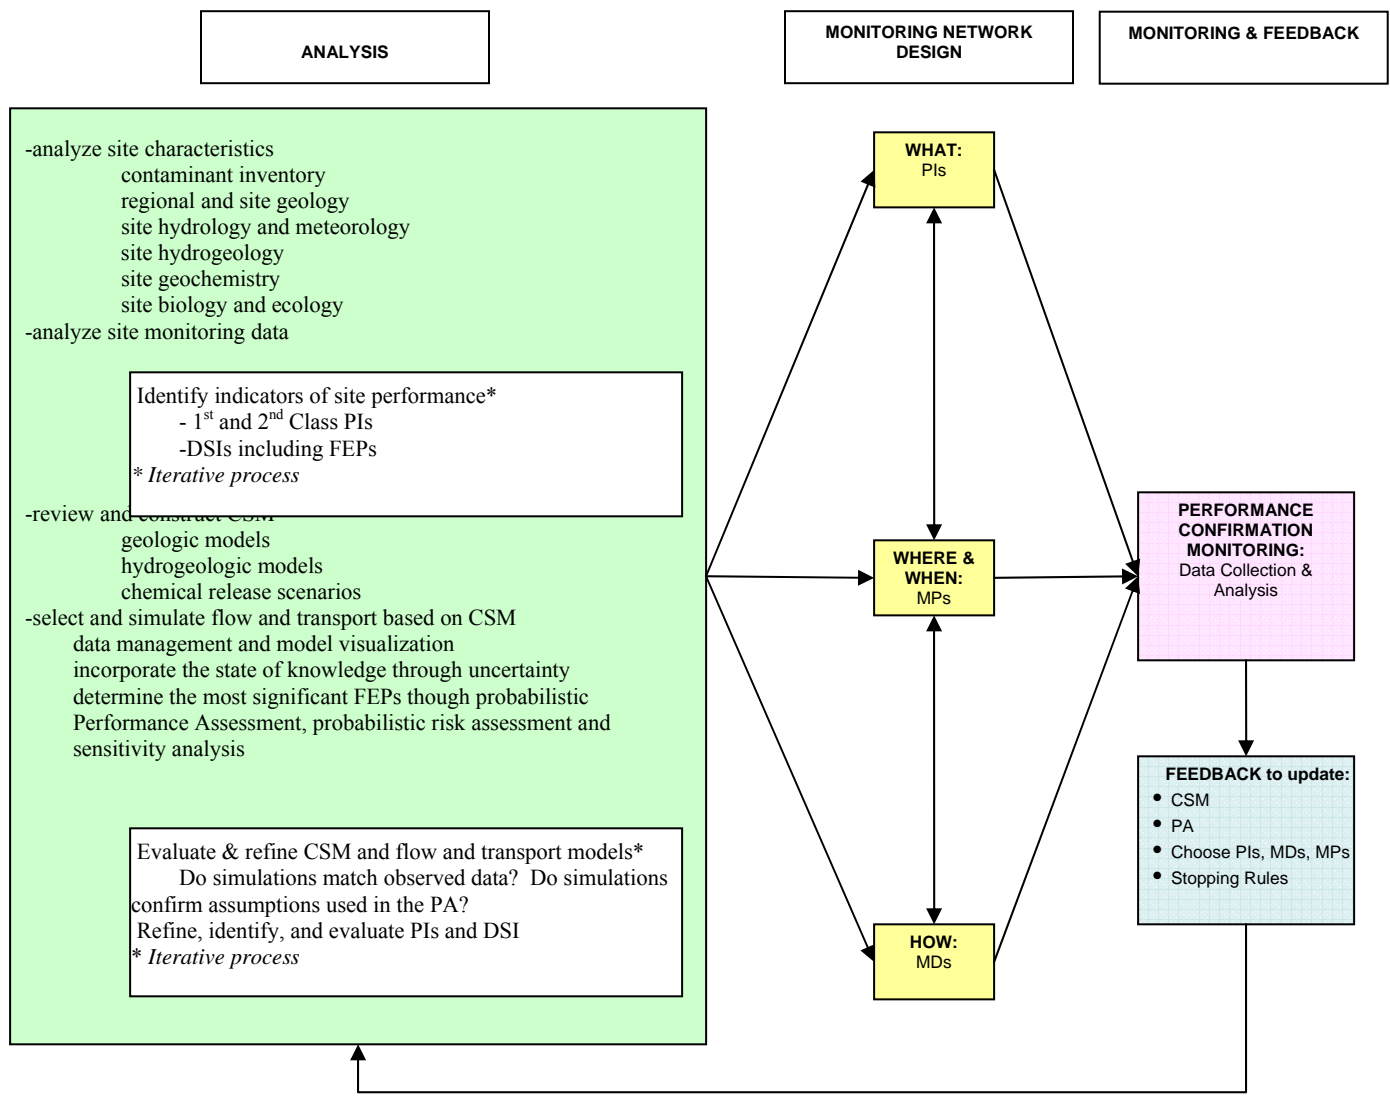 ANALYSIS
MONITORING NETWORK
DESIGN
MONITORING & FEEDBACK
-analyze site characteristics
contaminant inventory
regional and site geology
site hydrology and meteorology
site hydrogeology
site geochemistry
site biology and ecology
-analyze site monitoring data
Identify indicators of site performance*
- 1st and 2nd Class PIs
-DSIs including FEPs
* Iterative process
-review and construct CSM
geologic models
hydrogeologic models
chemical release scenarios
-select and simulate flow and transport based on CSM
data management and model visualization
incorporate the state of knowledge through uncertainty
determine the most significant FEPs though probabilistic
Performance Assessment, probabilistic risk assessment and
sensitivity analysis
Evaluate & refine CSM and flow and transport models*
Do simulations match observed data?  Do simulations
confirm assumptions used in the PA?
Refine, identify, and evaluate PIs and DSI
* Iterative process
WHAT:
PIs
WHERE &
WHEN:
MPs
HOW:
MDs
PERFORMANCE
CONFIRMATION
MONITORING:
Data Collection &
Analysis
FEEDBACK to update:
• CSM
• PA
• Choose PIs, MDs, MPs
• Stopping Rules